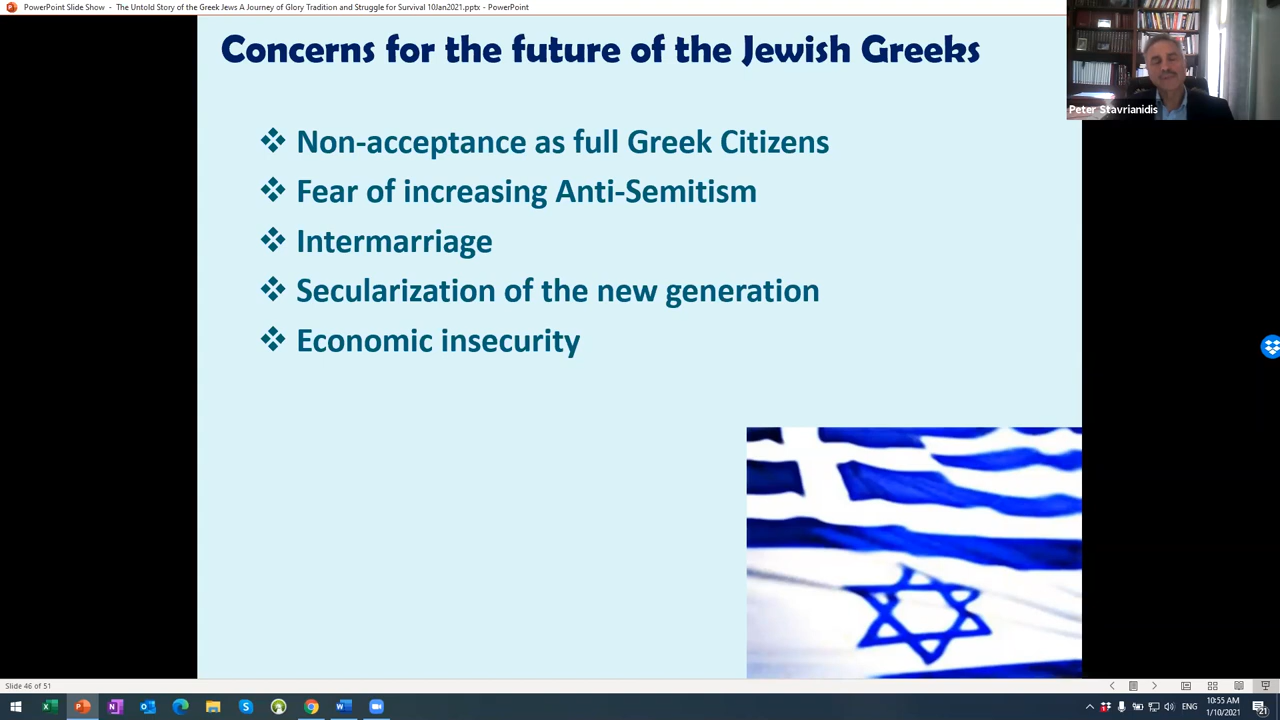 PowerPoint Slide Show - The Untold Story of the Greek Jews A Journey of Glory Tradition and Struggle for Survival 10Jan2021.pptx - PowerPoint
Concerns for the future of the Jewish Greeks
Peter Stavrianidis
Non-acceptance as full Greek Citizens
Fear of increasing Anti-Semitism
Intermarriage
Secularization of the new generation
Economic insecurity
Slide 46 of 51
ENG
10:55 AM
1/10/2021
21